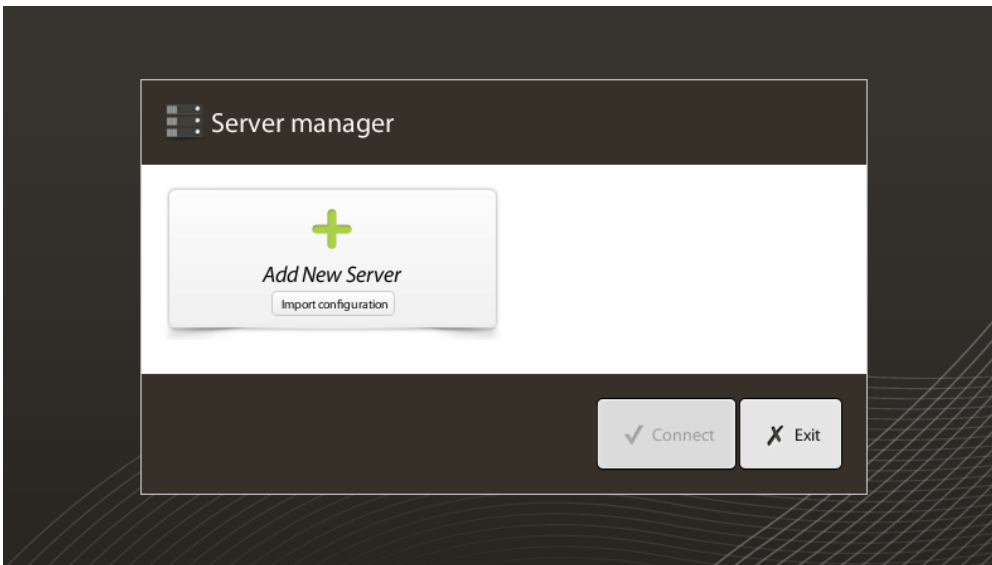 Server manager
Add New Server
Import configuration
Connect
Exit